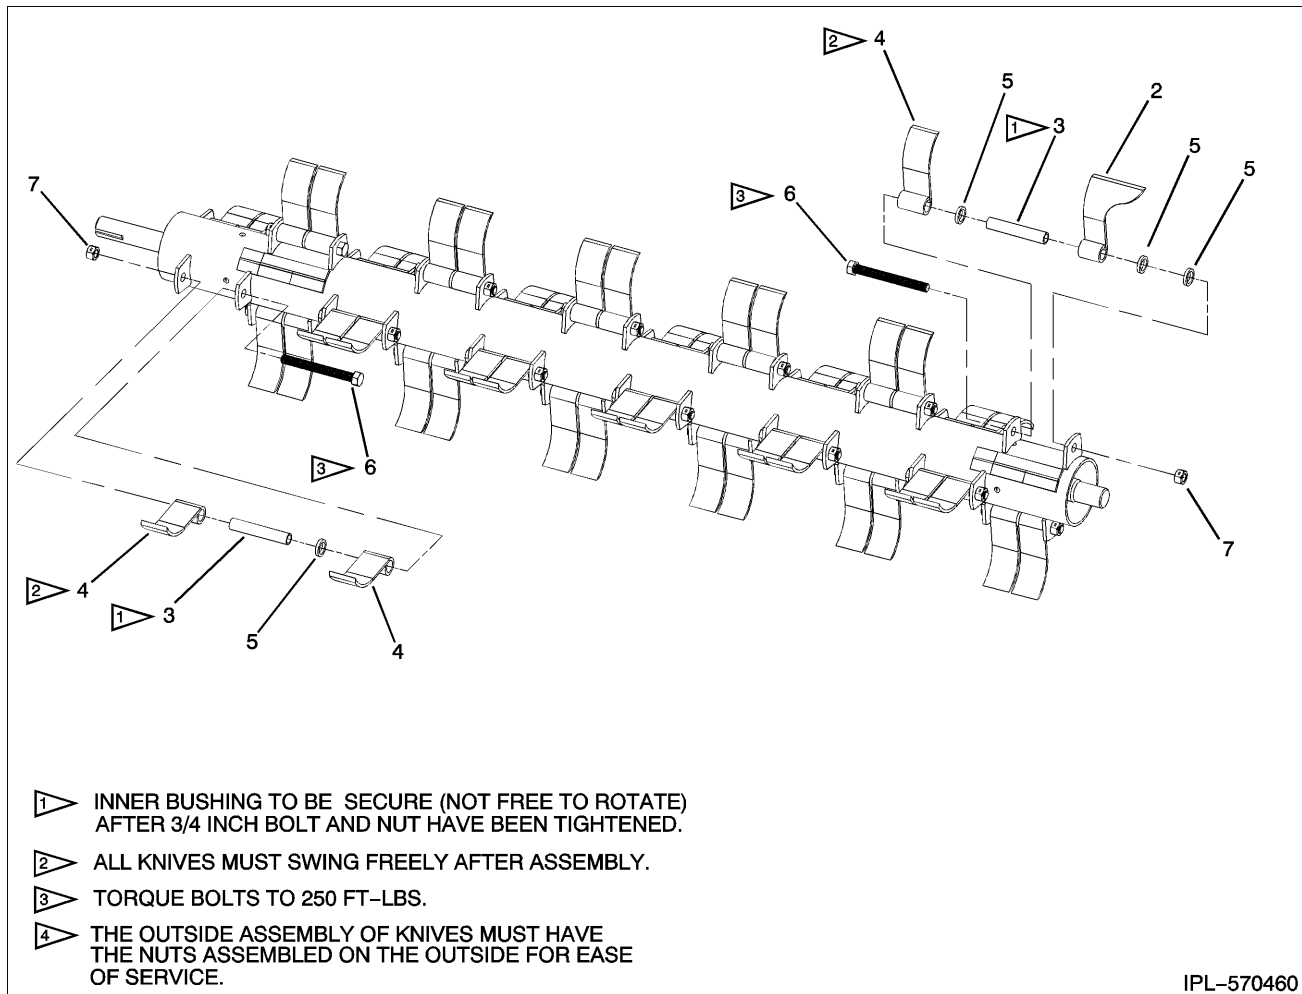 2 4
5
1 3
2
5
5
3 6
7
3 6
7
2 4
1 3
5
4
1 INNER BUSHING TO BE SECURE (NOT FREE TO ROTATE)
AFTER 3/4 INCH BOLT AND NUT HAVE BEEN TIGHTENED.
2 ALL KNIVES MUST SWING FREELY AFTER ASSEMBLY.
3 TORQUE BOLTS TO 250 FT–LBS.
4 THE OUTSIDE ASSEMBLY OF KNIVES MUST HAVE
THE NUTS ASSEMBLED ON THE OUTSIDE FOR EASE
OF SERVICE.
IPL–570460